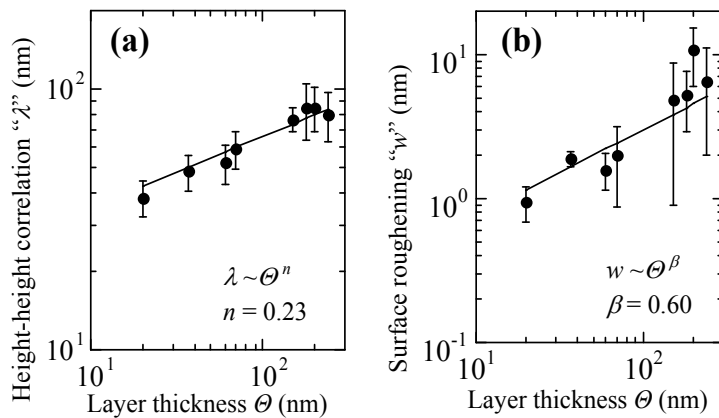 (a)
Height-height correlation “λ” (nm)
10²
10¹
λ ~Θⁿ
n = 0.23
10¹
10²
Layer thickness Θ (nm)
(b)
Surface roughening “w” (nm)
10¹
10⁰
10⁻¹
w ~Θᵝ
β = 0.60
10¹
10²
Layer thickness Θ (nm)